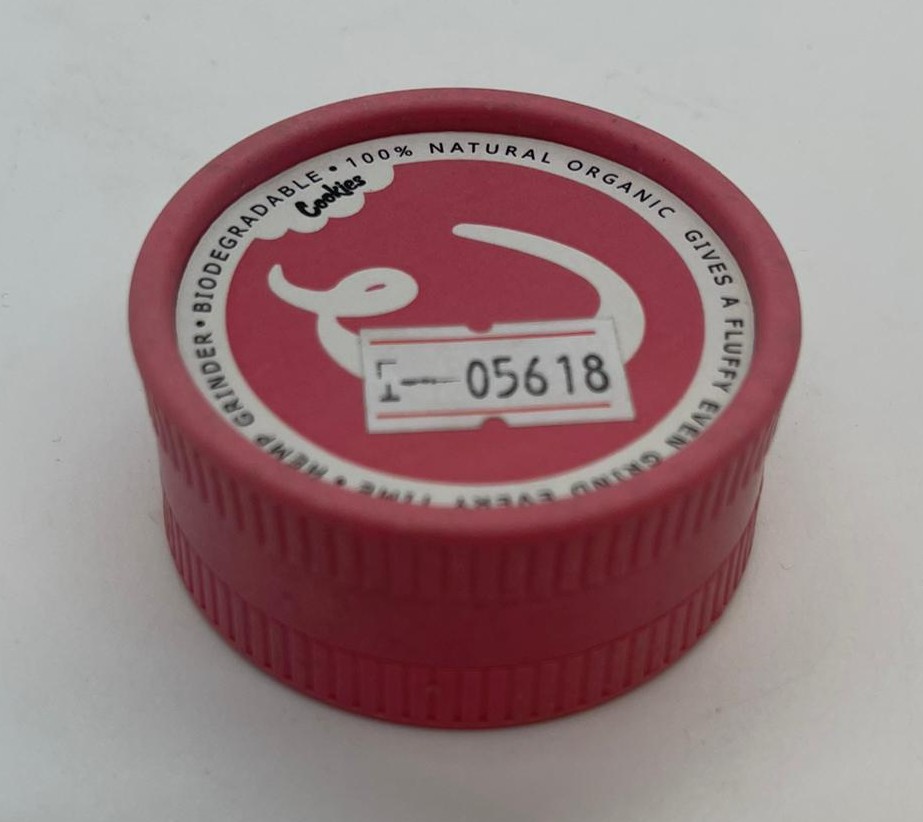 BIODEGRADABLE • 100% NATURAL ORGANIC GIVES A FLUFFY EVEN GRIND EVERY TIME • HEMP GRINDER •
Cookies
05618